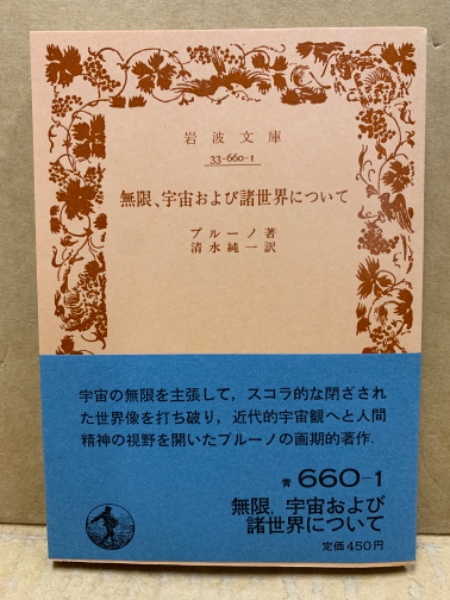 岩波文庫
33-660-1
無限、宇宙および諸世界について
ブルーノ著
清水純一訳
宇宙の無限を主張して，スコラ的な閉ざされ
た世界像を打ち破り，近代的宇宙観へと人間
精神の視野を開いたブルーノの画期的著作．
青 660-1
無限，宇宙および
諸世界について
定価450円